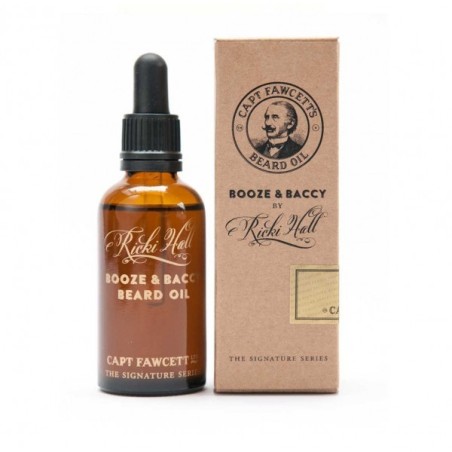 Ricki Hall
BOOZE & BACCY
BEARD OIL
CAPT FAWCETT
THE SIGNATURE SERIES
CAPT FAWCETT'S
BEARD OIL
BOOZE & BACCY
BY
Ricki Hall
THE SIGNATURE SERIES